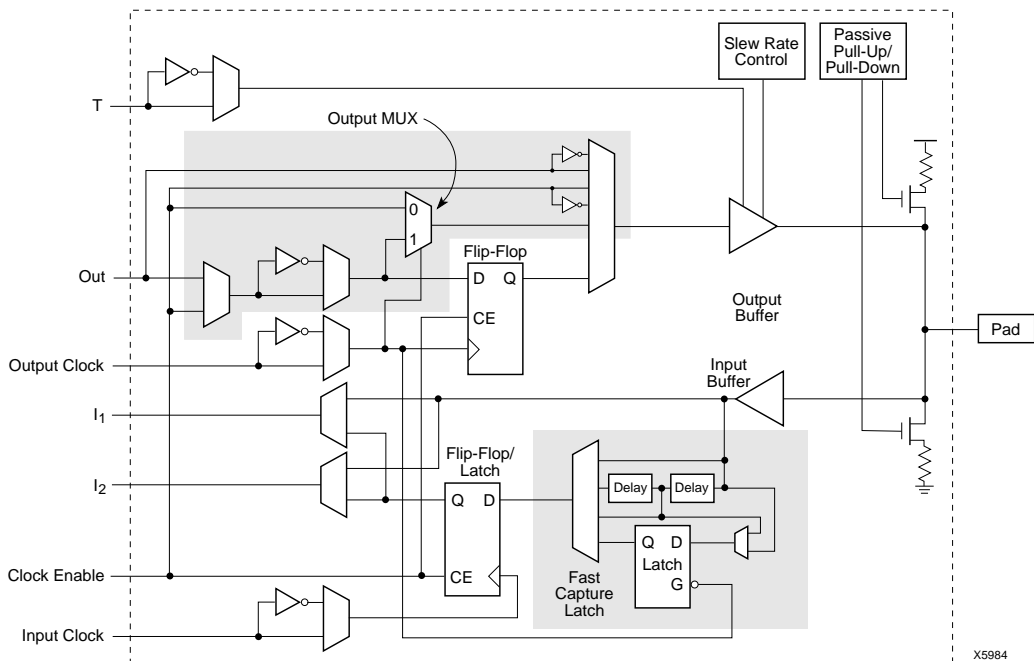 Slew Rate
Control
Passive
Pull-Up/
Pull-Down
T
Output MUX
0
1
Flip-Flop
D Q
CE
Out
Output
Buffer
Pad
Output Clock
Input
Buffer
I1
Flip-Flop/
Latch
I2
Q D
Delay
Delay
Q D
Latch
G
Fast
Capture
Latch
Clock Enable
CE
Input Clock
X5984